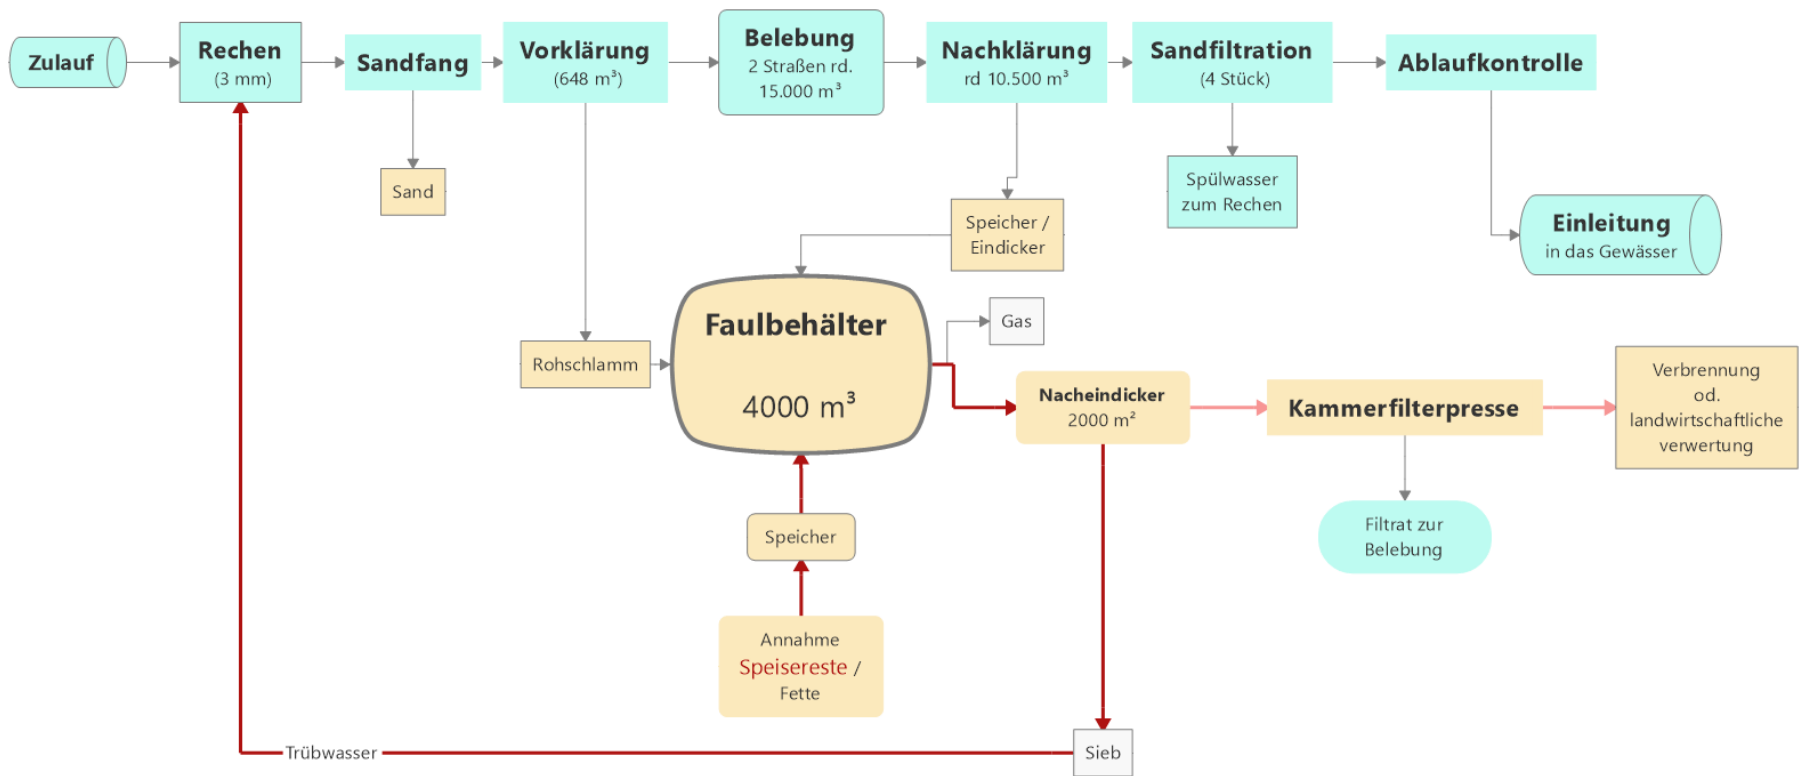 Zulauf
Rechen
(3 mm)
Sandfang
Vorklärung
(648 m³)
Belebung
2 Straßen rd.
15.000 m³
Nachklärung
rd 10.500 m³
Sandfiltration
(4 Stück)
Ablaufkontrolle
Sand
Speicher /
Eindicker
Spülwasser
zum Rechen
Einleitung
in das Gewässer
Faulbehälter
4000 m³
Gas
Rohschlamm
Nacheindicker
2000 m²
Kammerfilterpresse
Verbrennung
od.
landwirtschaftliche
verwertung
Speicher
Filtrat zur
Belebung
Annahme
Speisereste /
Fette
Trübwasser
Sieb